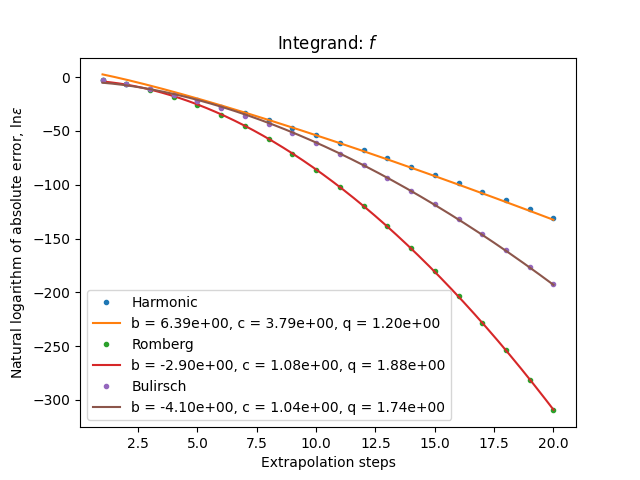 Integrand: f
Natural logarithm of absolute error, lnε
0
−50
−100
−150
−200
−250
−300
Harmonic
b = 6.39e+00, c = 3.79e+00, q = 1.20e+00
Romberg
b = -2.90e+00, c = 1.08e+00, q = 1.88e+00
Bulirsch
b = -4.10e+00, c = 1.04e+00, q = 1.74e+00
2.5 5.0 7.5 10.0 12.5 15.0 17.5 20.0
Extrapolation steps